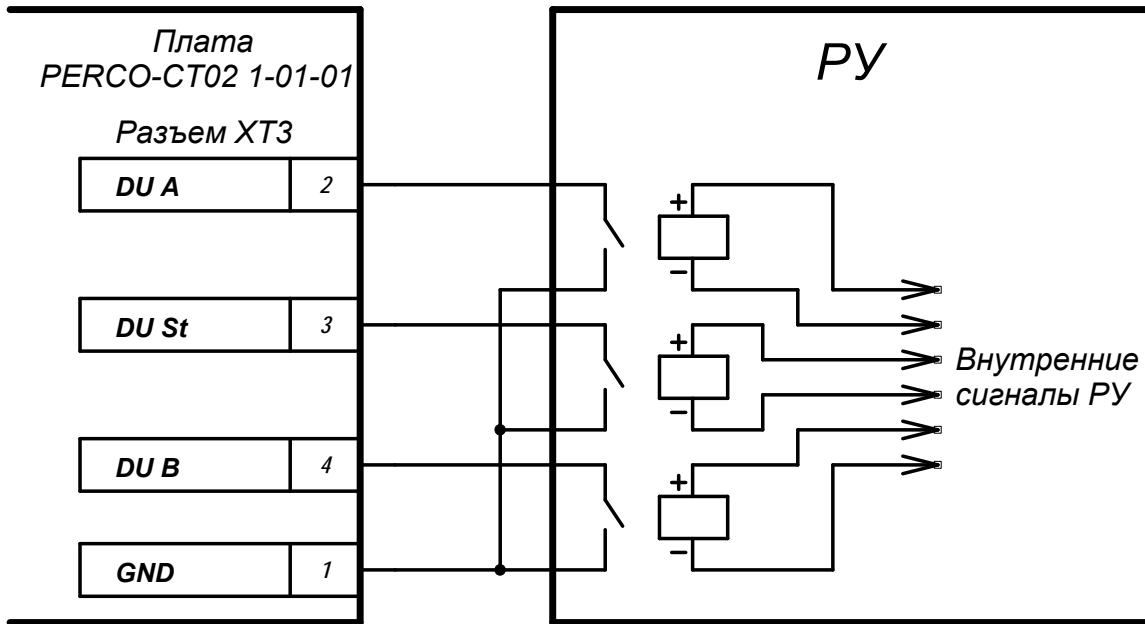 Плата
PERCO-CT02 1-01-01
Разъем XT3
DU A 2
DU St 3
DU B 4
GND 1
РУ
+
−
+
−
+
−
Внутренние
сигналы РУ